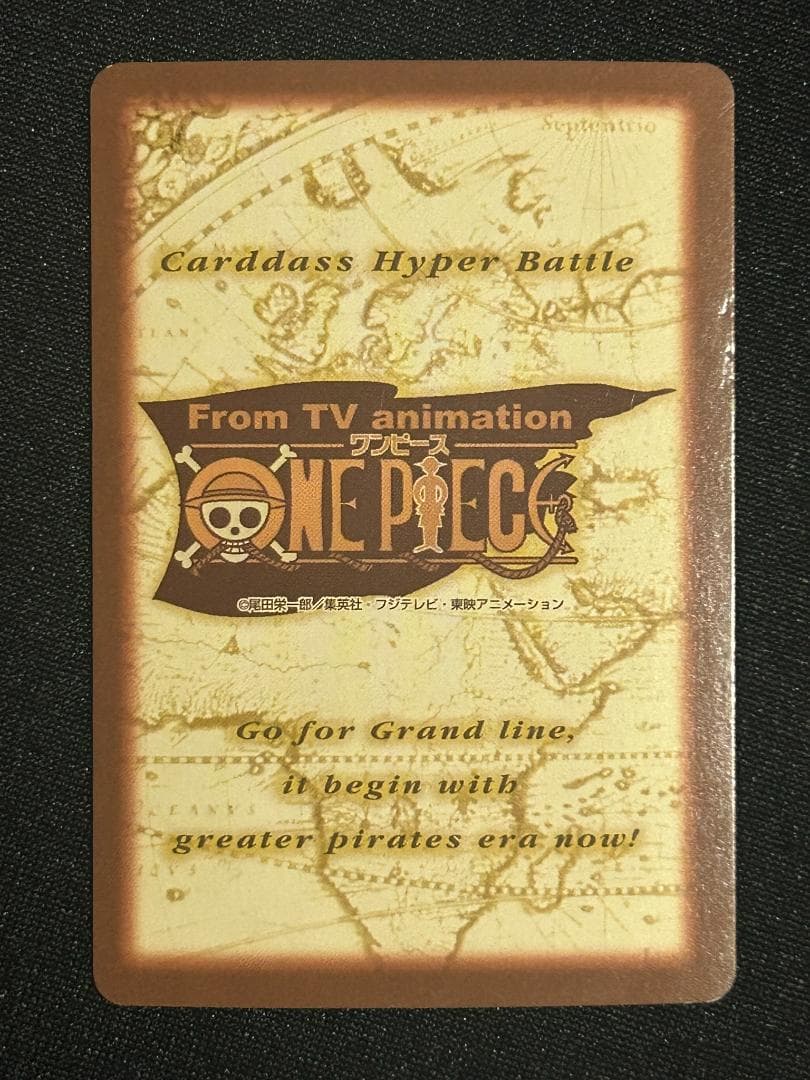 Septentrio
Carddass Hyper Battle
From TV animation
ワンピース
ONE PIECE
©尾田栄一郎／集英社・フジテレビ・東映アニメーション
Go for Grand line,
it begin with
greater pirates era now!